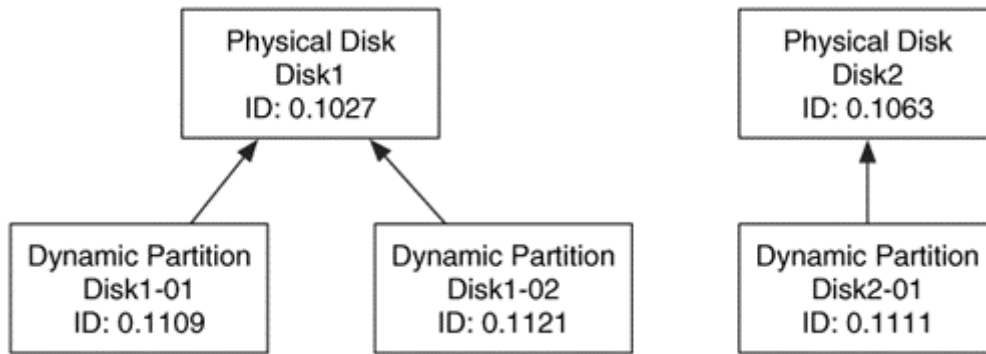 Physical Disk
Disk1
ID: 0.1027
Physical Disk
Disk2
ID: 0.1063
Dynamic Partition
Disk1-01
ID: 0.1109
Dynamic Partition
Disk1-02
ID: 0.1121
Dynamic Partition
Disk2-01
ID: 0.1111